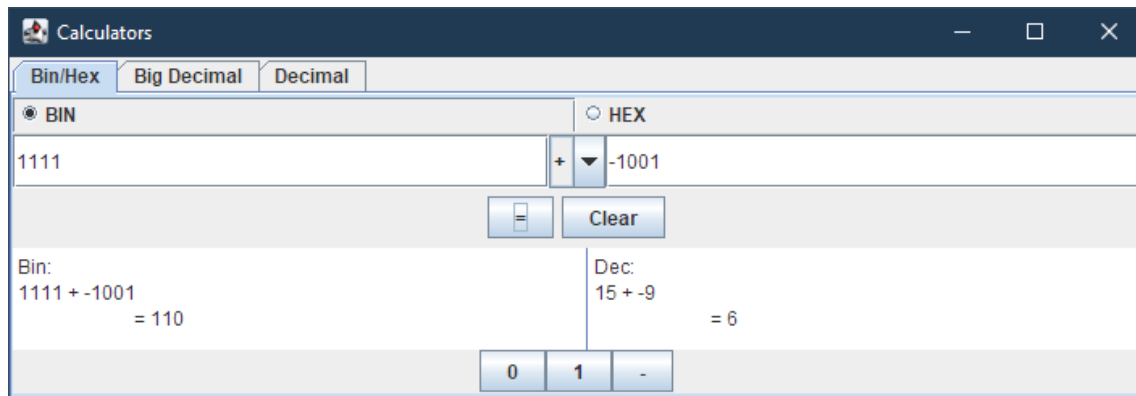 Calculators
Bin/Hex Big Decimal Decimal
BIN HEX
1111 + -1001
= Clear
Bin: Dec:
1111 + -1001 15 + -9
= 110 = 6
0 1 -